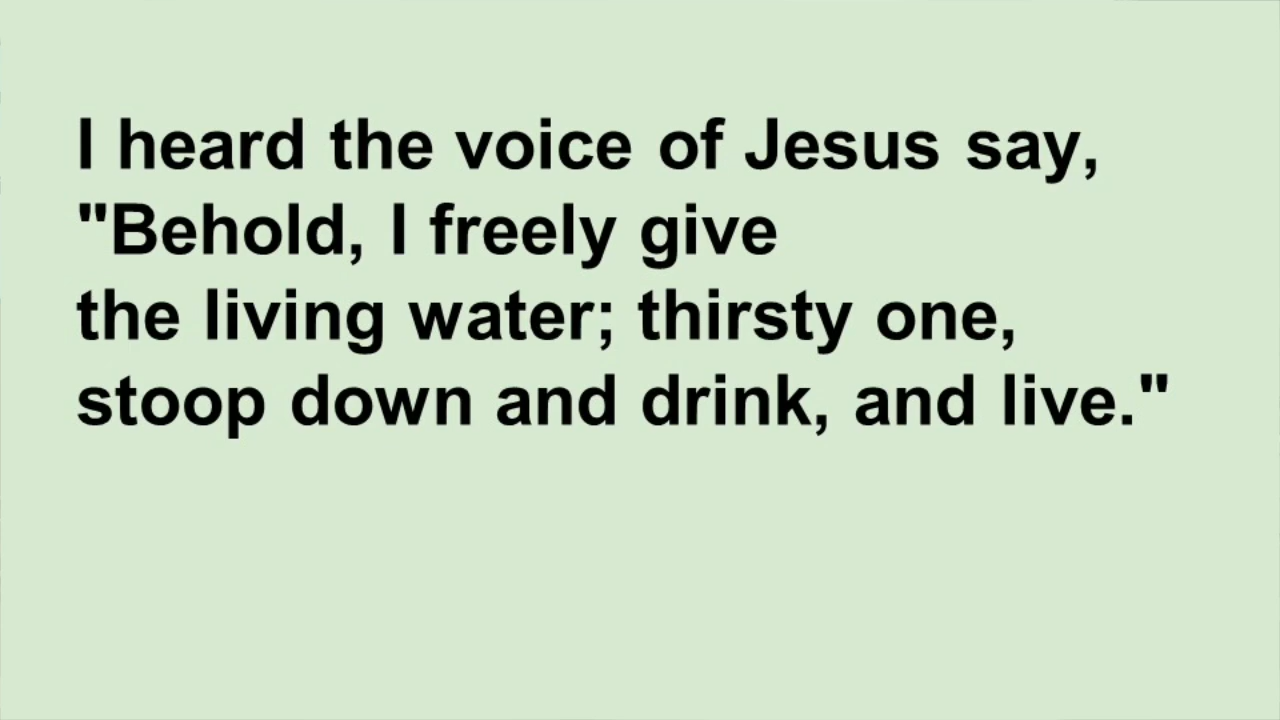 I heard the voice of Jesus say,
"Behold, I freely give
the living water; thirsty one,
stoop down and drink, and live."